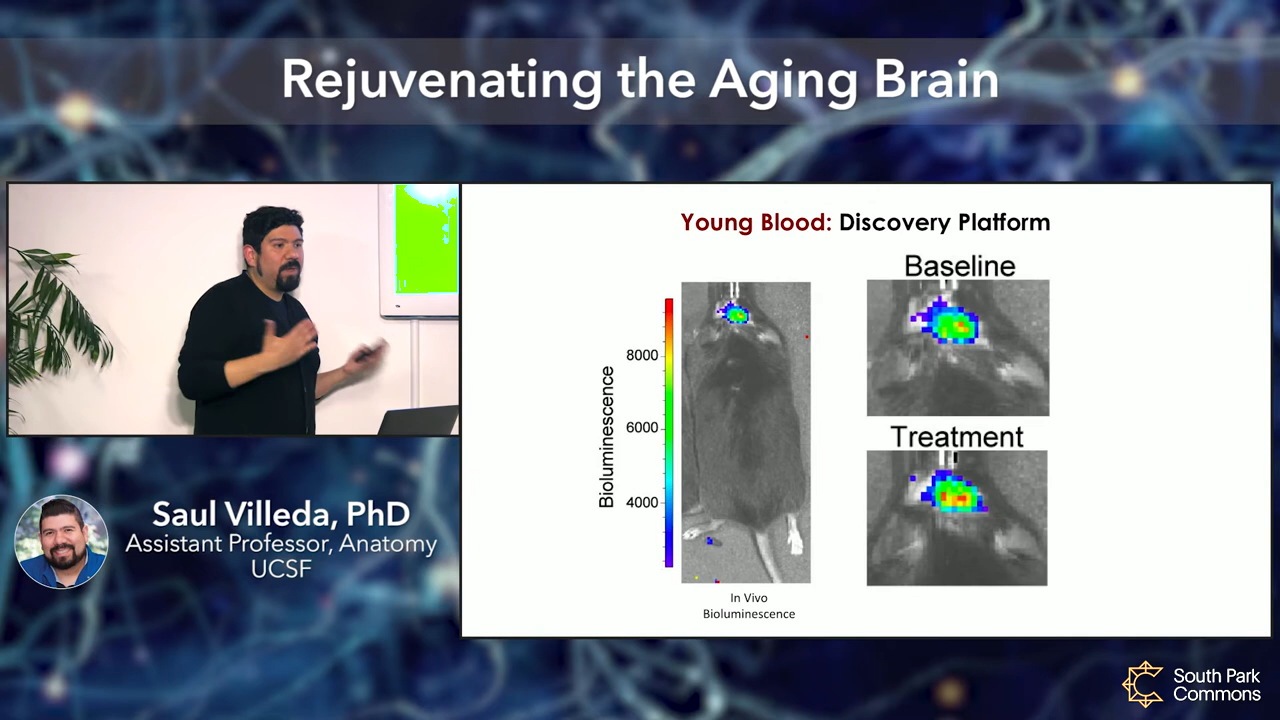 Rejuvenating the Aging Brain
Young Blood: Discovery Platform
Baseline
Bioluminescence
8000
6000
4000
Treatment
In Vivo
Bioluminescence
Saul Villeda, PhD
Assistant Professor, Anatomy
UCSF
South Park
Commons